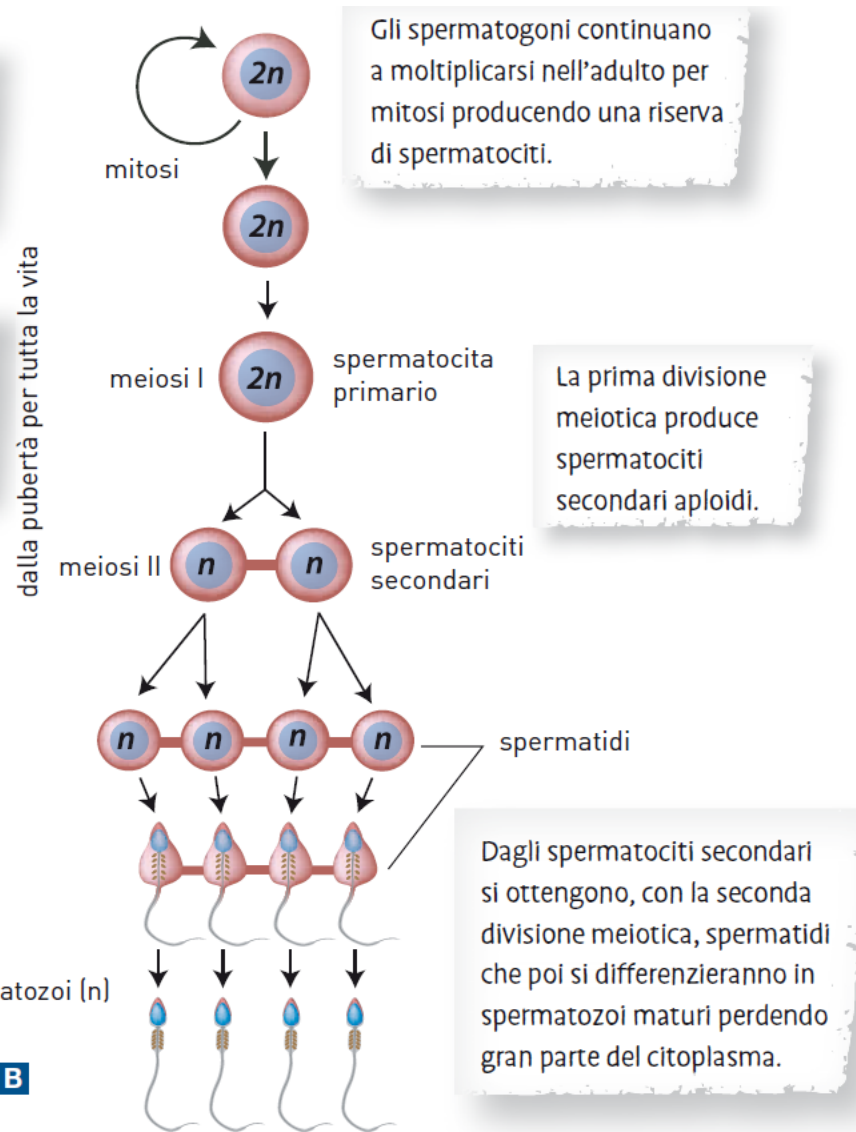 2n
Gli spermatogoni continuano
a moltiplicarsi nell'adulto per
mitosi producendo una riserva
di spermatociti.
mitosi
2n
dalla pubertà per tutta la vita
meiosi I
2n
spermatocita
primario
La prima divisione
meiotica produce
spermatociti
secondari aploidi.
meiosi II
n
n
spermatociti
secondari
n
n
n
n
spermatidi
Dagli spermatociti secondari
si ottengono, con la seconda
divisione meiotica, spermatidi
che poi si differenzieranno in
spermatozoi maturi perdendo
gran parte del citoplasma.
atozoi (n)
B